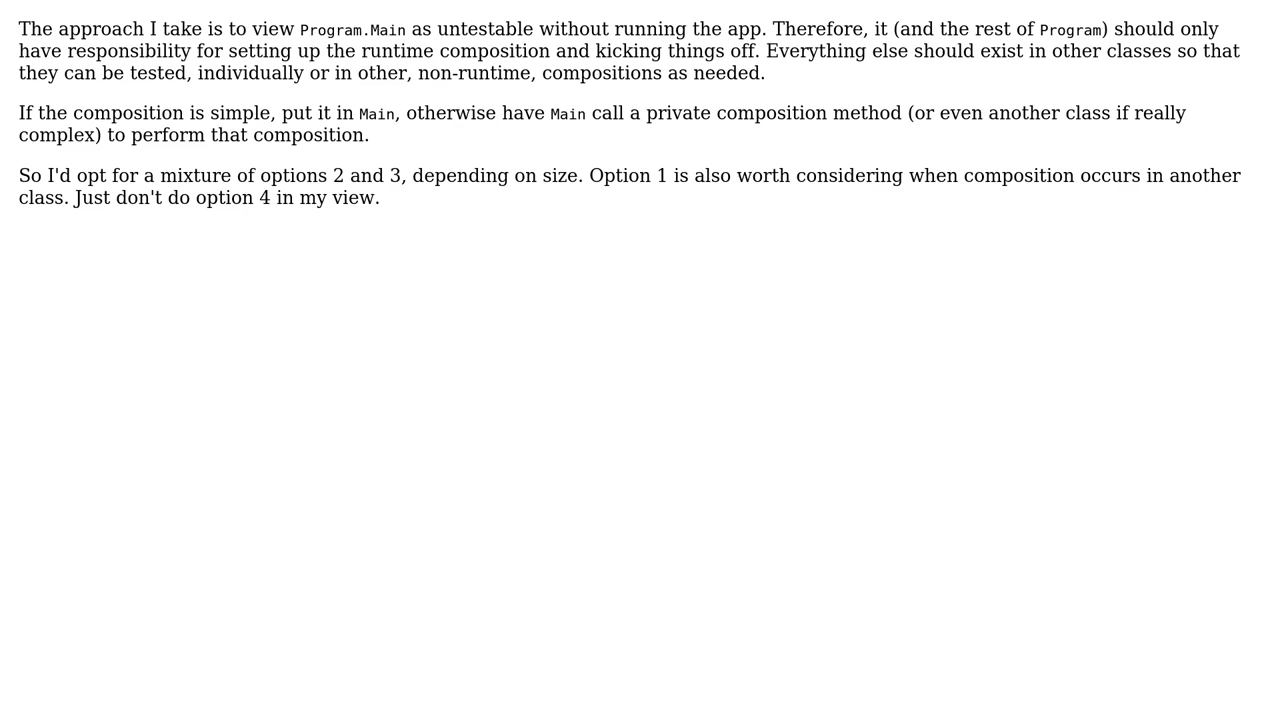 The approach I take is to view Program.Main as untestable without running the app. Therefore, it (and the rest of Program) should only
have responsibility for setting up the runtime composition and kicking things off. Everything else should exist in other classes so that
they can be tested, individually or in other, non-runtime, compositions as needed.
If the composition is simple, put it in Main, otherwise have Main call a private composition method (or even another class if really
complex) to perform that composition.
So I'd opt for a mixture of options 2 and 3, depending on size. Option 1 is also worth considering when composition occurs in another
class. Just don't do option 4 in my view.